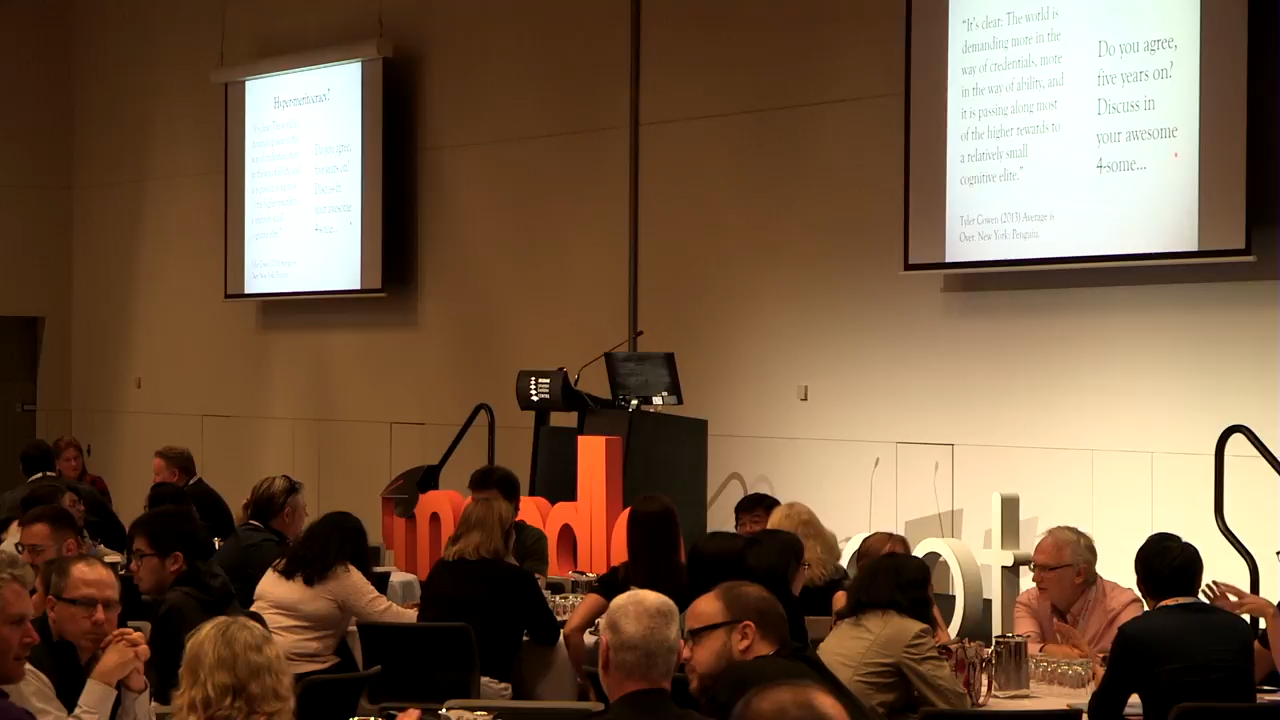 Hypermeritocracy?
"It's clear: The world is
demanding more in the
way of credentials, more
in the way of ability, and
it is passing along most
of the higher rewards to
a relatively small
cognitive elite."
Tyler Cowen (2013) Average is
Over. New York: Penguin.
Do you agree,
five years on?
Discuss in
your awesome
4-some...